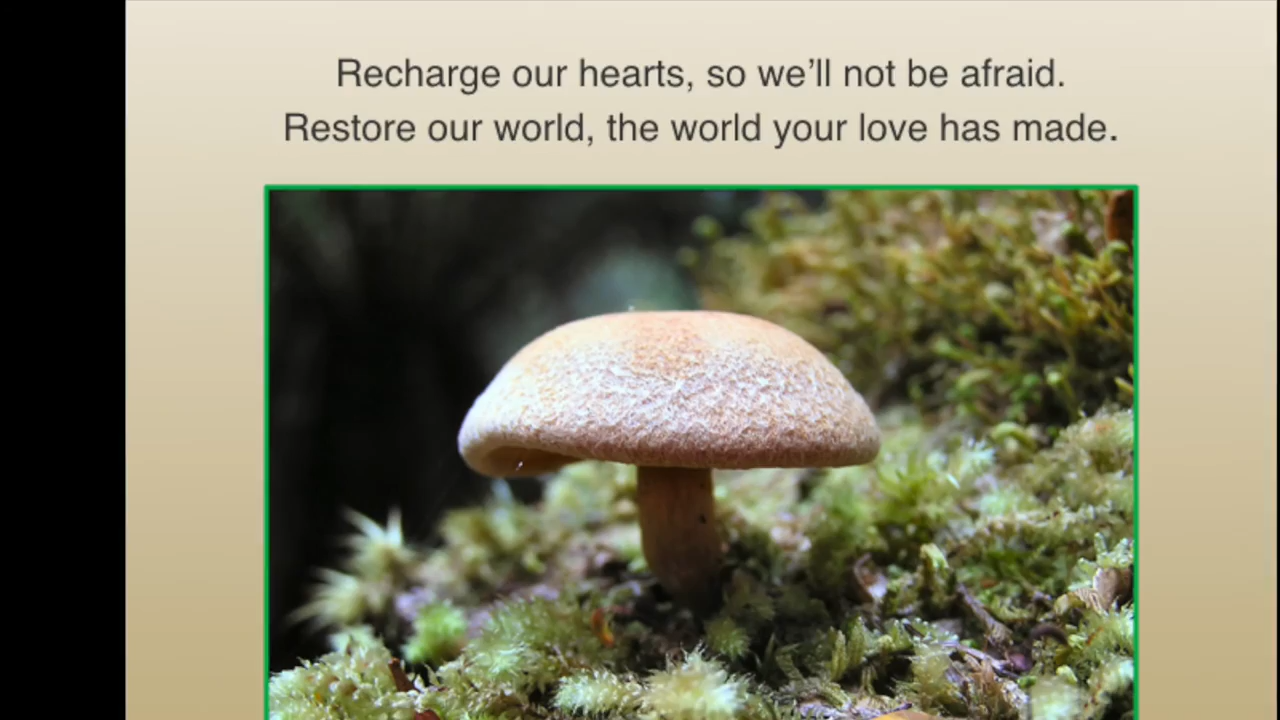 Recharge our hearts, so we’ll not be afraid.
Restore our world, the world your love has made.